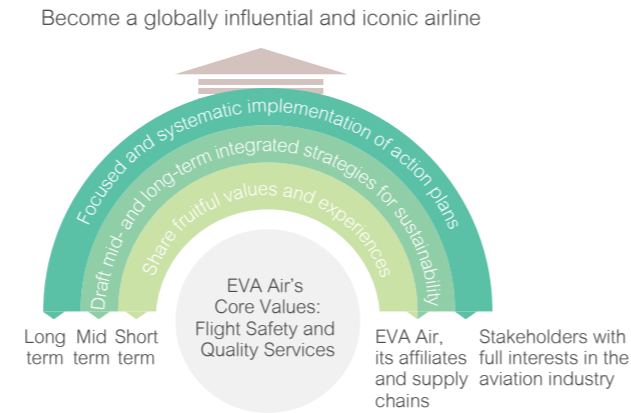 Become a globally influential and iconic airline
Focused and systematic implementation of action plans
Draft mid- and long-term integrated strategies for sustainability
Share fruitful values and experiences
EVA Air's
Core Values:
Flight Safety and
Quality Services
Long
term
Mid
term
Short
term
EVA Air,
its affiliates
and supply
chains
Stakeholders with
full interests in the
aviation industry